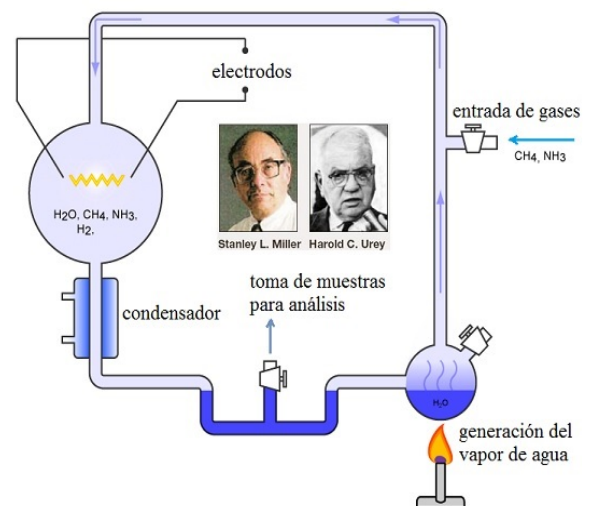 electrodos
entrada de gases
CH4, NH3
H2O, CH4, NH3,
H2,
Stanley L. Miller Harold C. Urey
toma de muestras
para análisis
condensador
H2O
generación del
vapor de agua